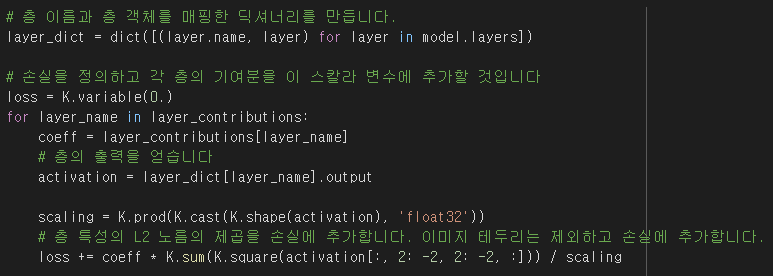 # 층 이름과 층 객체를 매핑한 딕셔너리를 만듭니다.
layer_dict = dict([(layer.name, layer) for layer in model.layers])
# 손실을 정의하고 각 층의 기여분을 이 스칼라 변수에 추가할 것입니다
loss = K.variable(0.)
for layer_name in layer_contributions:
    coeff = layer_contributions[layer_name]
    # 층의 출력을 얻습니다
    activation = layer_dict[layer_name].output
    scaling = K.prod(K.cast(K.shape(activation), 'float32'))
    # 층 특성의 L2 노름의 제곱을 손실에 추가합니다. 이미지 테두리는 제외하고 손실에 추가합니다.
    loss += coeff * K.sum(K.square(activation[:, 2: -2, 2: -2, :])) / scaling